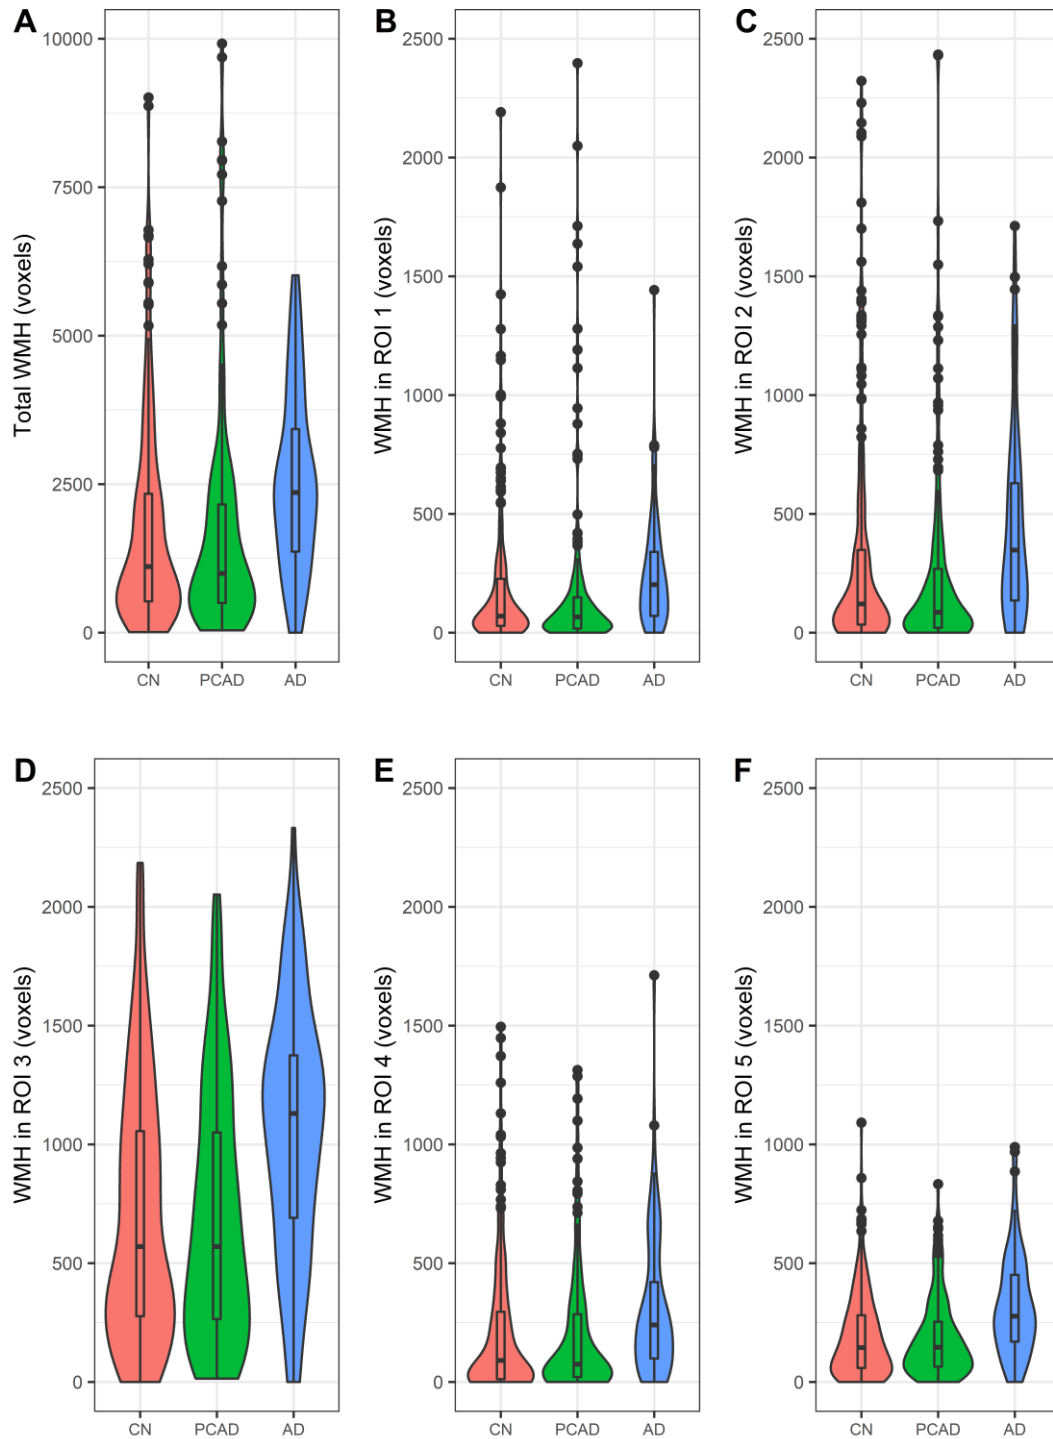 A
Total WMH (voxels)
10000
7500
5000
2500
0
CN PCAD AD
B
WMH in ROI 1 (voxels)
2500
2000
1500
1000
500
0
CN PCAD AD
C
WMH in ROI 2 (voxels)
2500
2000
1500
1000
500
0
CN PCAD AD
D
WMH in ROI 3 (voxels)
2500
2000
1500
1000
500
0
CN PCAD AD
E
WMH in ROI 4 (voxels)
2500
2000
1500
1000
500
0
CN PCAD AD
F
WMH in ROI 5 (voxels)
2500
2000
1500
1000
500
0
CN PCAD AD